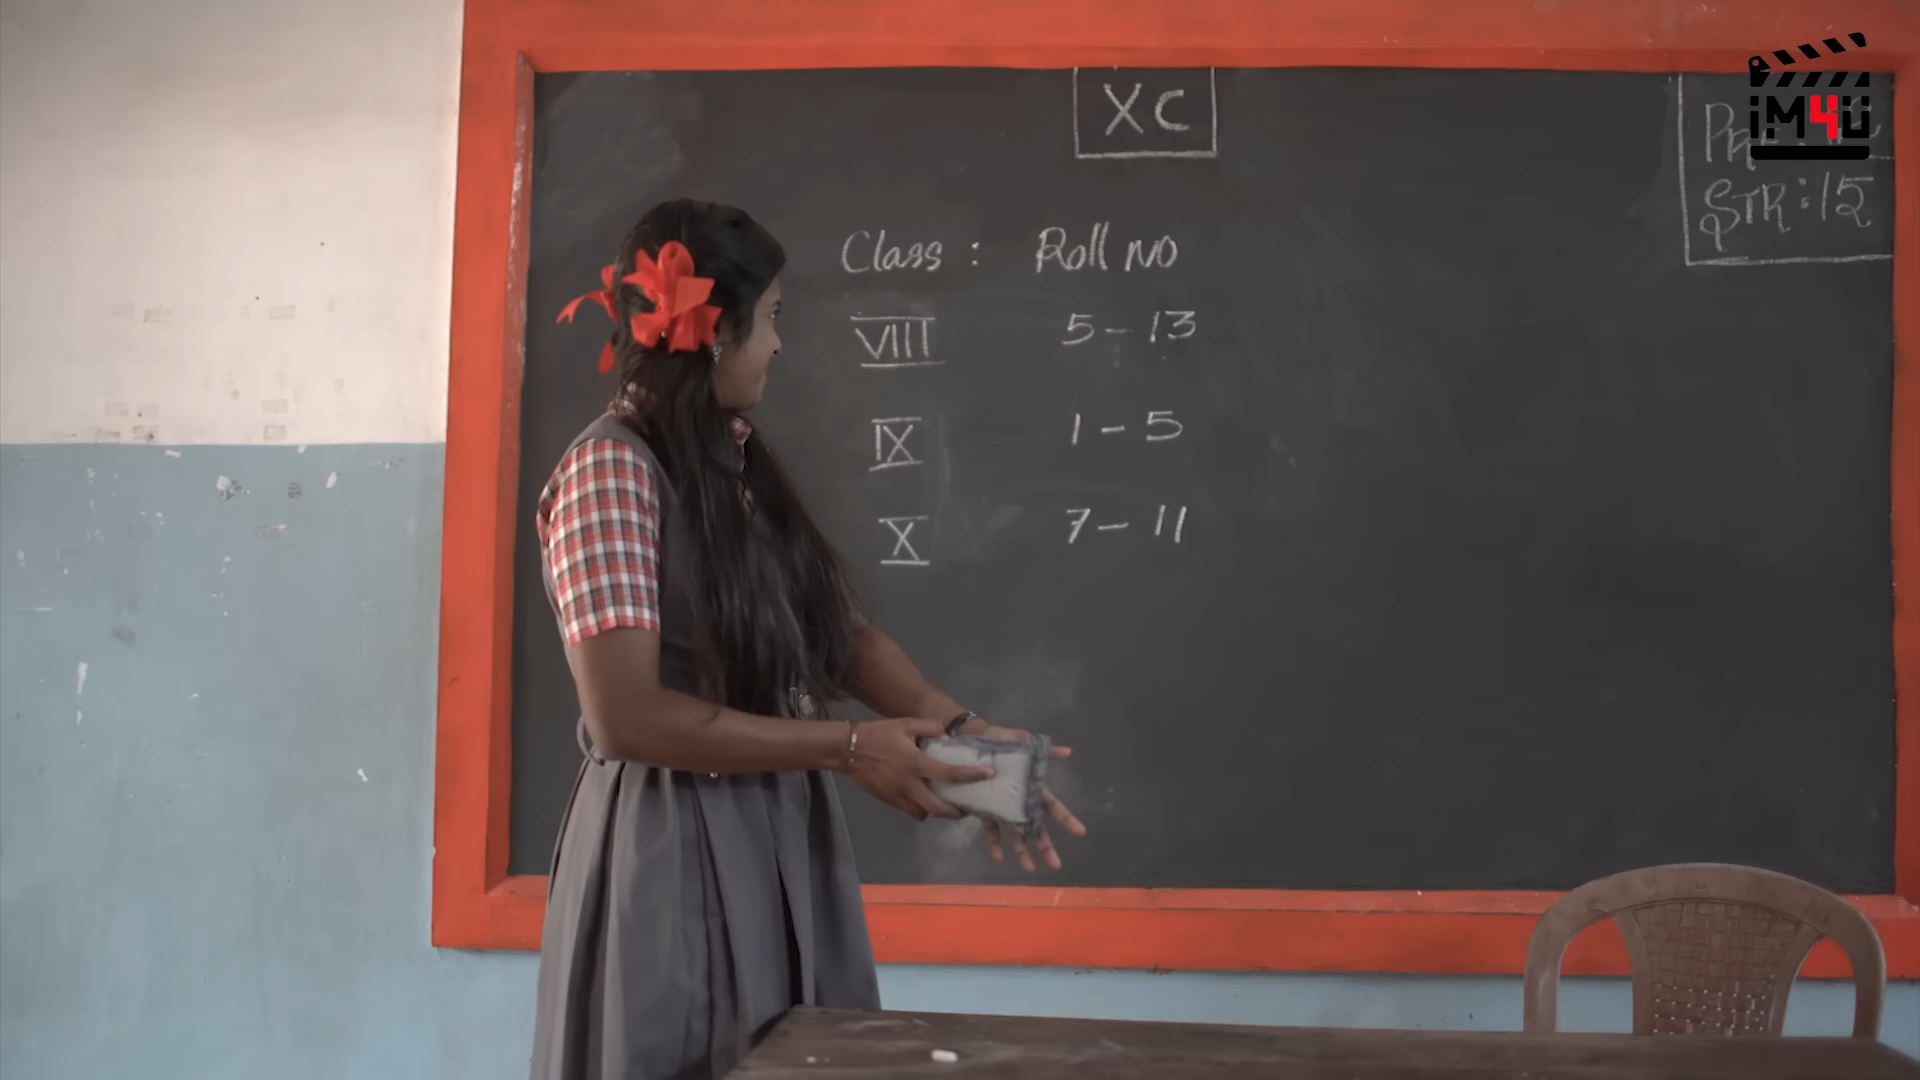 XC
iM4U
STR:15
Class : Roll NO
VIII 5-13
IX 1-5
X 7-11